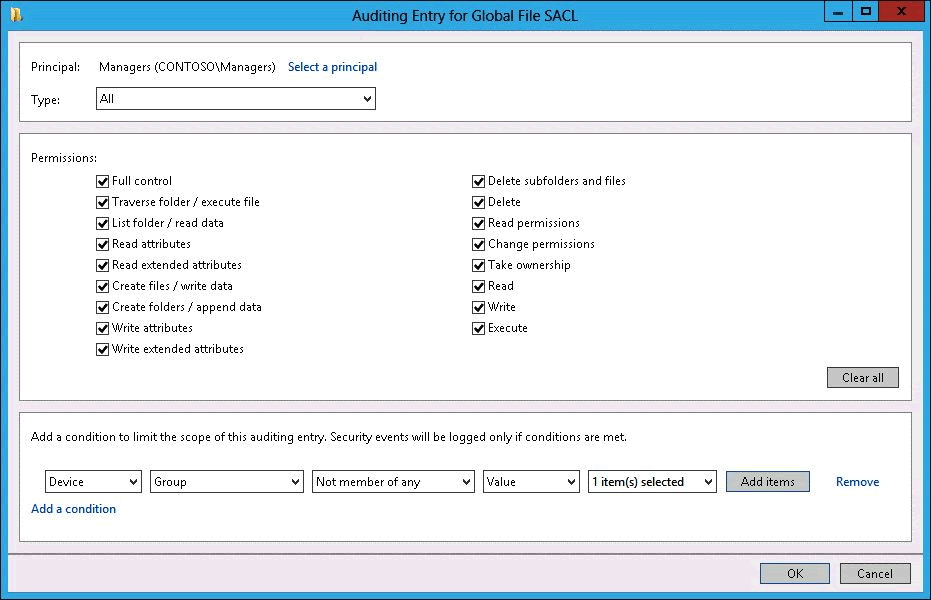 Auditing Entry for Global File SACL
Principal: Managers (CONTOSO\Managers) Select a principal
Type: All
Permissions:
Full control
Traverse folder / execute file
List folder / read data
Read attributes
Read extended attributes
Create files / write data
Create folders / append data
Write attributes
Write extended attributes
Delete subfolders and files
Delete
Read permissions
Change permissions
Take ownership
Read
Write
Execute
Clear all
Add a condition to limit the scope of this auditing entry. Security events will be logged only if conditions are met.
Device Group Not member of any Value 1 item(s) selected Add items Remove
Add a condition
OK Cancel